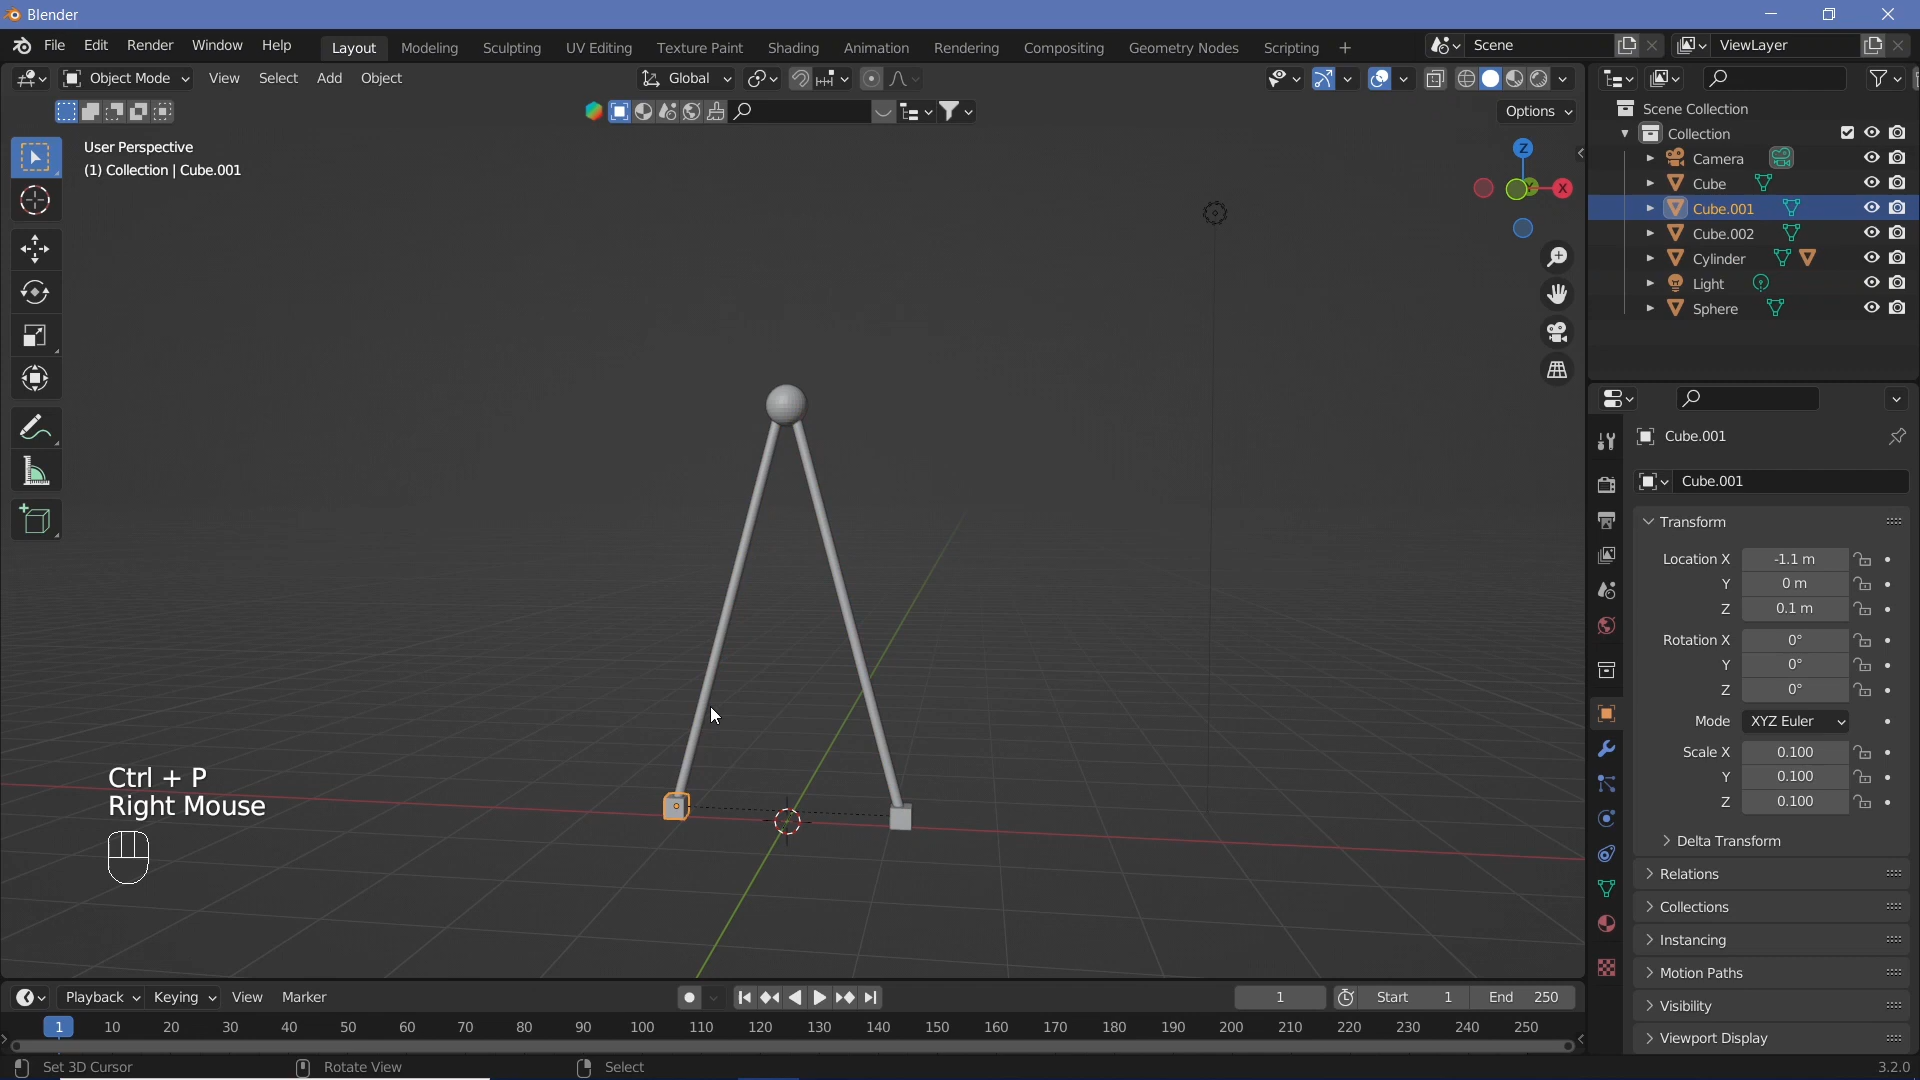 Blender
File Edit Render Window Help Layout Modeling Sculpting UV Editing Texture Paint Shading Animation Rendering Compositing Geometry Nodes Scripting + Scene ViewLayer
Object Mode View Select Add Object Global
Options
User Perspective
(1) Collection | Cube.001
Z
X
Scene Collection
Collection
Camera
Cube
Cube.001
Cube.002
Cylinder
Light
Sphere
Cube.001
Cube.001
Transform
Location X -1.1 m
Y 0 m
Z 0.1 m
Rotation X 0°
Y 0°
Z 0°
Mode XYZ Euler
Scale X 0.100
Y 0.100
Z 0.100
Delta Transform
Relations
Collections
Instancing
Motion Paths
Visibility
Viewport Display
Ctrl + P
Right Mouse
Playback Keying View Marker 1 Start 1 End 250
1 10 20 30 40 50 60 70 80 90 100 110 120 130 140 150 160 170 180 190 200 210 220 230 240 250
Set 3D Cursor Rotate View Select 3.2.0